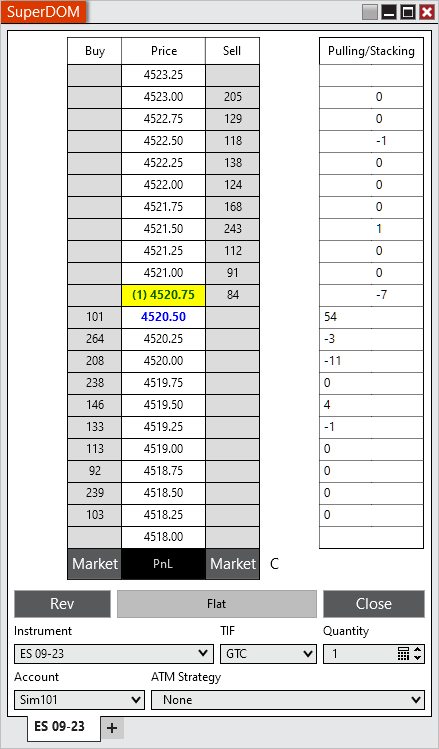 SuperDOM
Buy Price Sell Pulling/Stacking
4523.25
4523.00 205 0
4522.75 129 0
4522.50 118 -1
4522.25 138 0
4522.00 124 0
4521.75 168 0
4521.50 243 1
4521.25 112 0
4521.00 91 0
(1) 4520.75 84 -7
101 4520.50 54
264 4520.25 -3
208 4520.00 -11
238 4519.75 0
146 4519.50 4
133 4519.25 -1
113 4519.00 0
92 4518.75 0
239 4518.50 0
103 4518.25 0
4518.00
Market PnL Market C
Rev Flat Close
Instrument TIF Quantity
ES 09-23 GTC 1
Account ATM Strategy
Sim101 None
ES 09-23 +